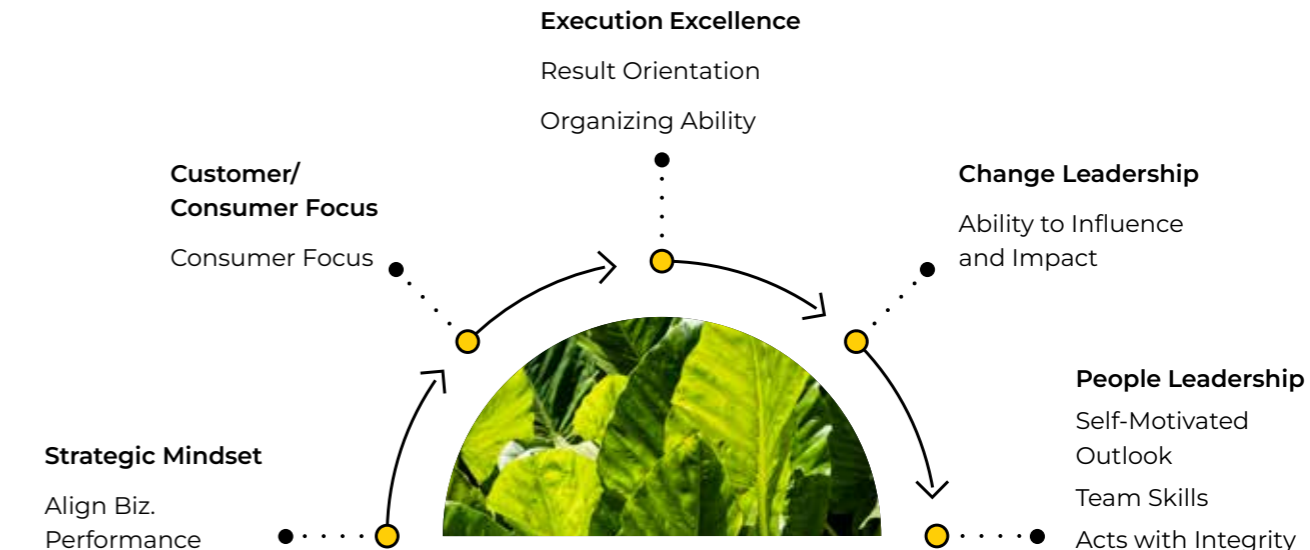 Execution Excellence
Result Orientation
Organizing Ability
Customer/
Consumer Focus
Consumer Focus
Change Leadership
Ability to Influence
and Impact
Strategic Mindset
Align Biz.
Performance
People Leadership
Self-Motivated
Outlook
Team Skills
Acts with Integrity